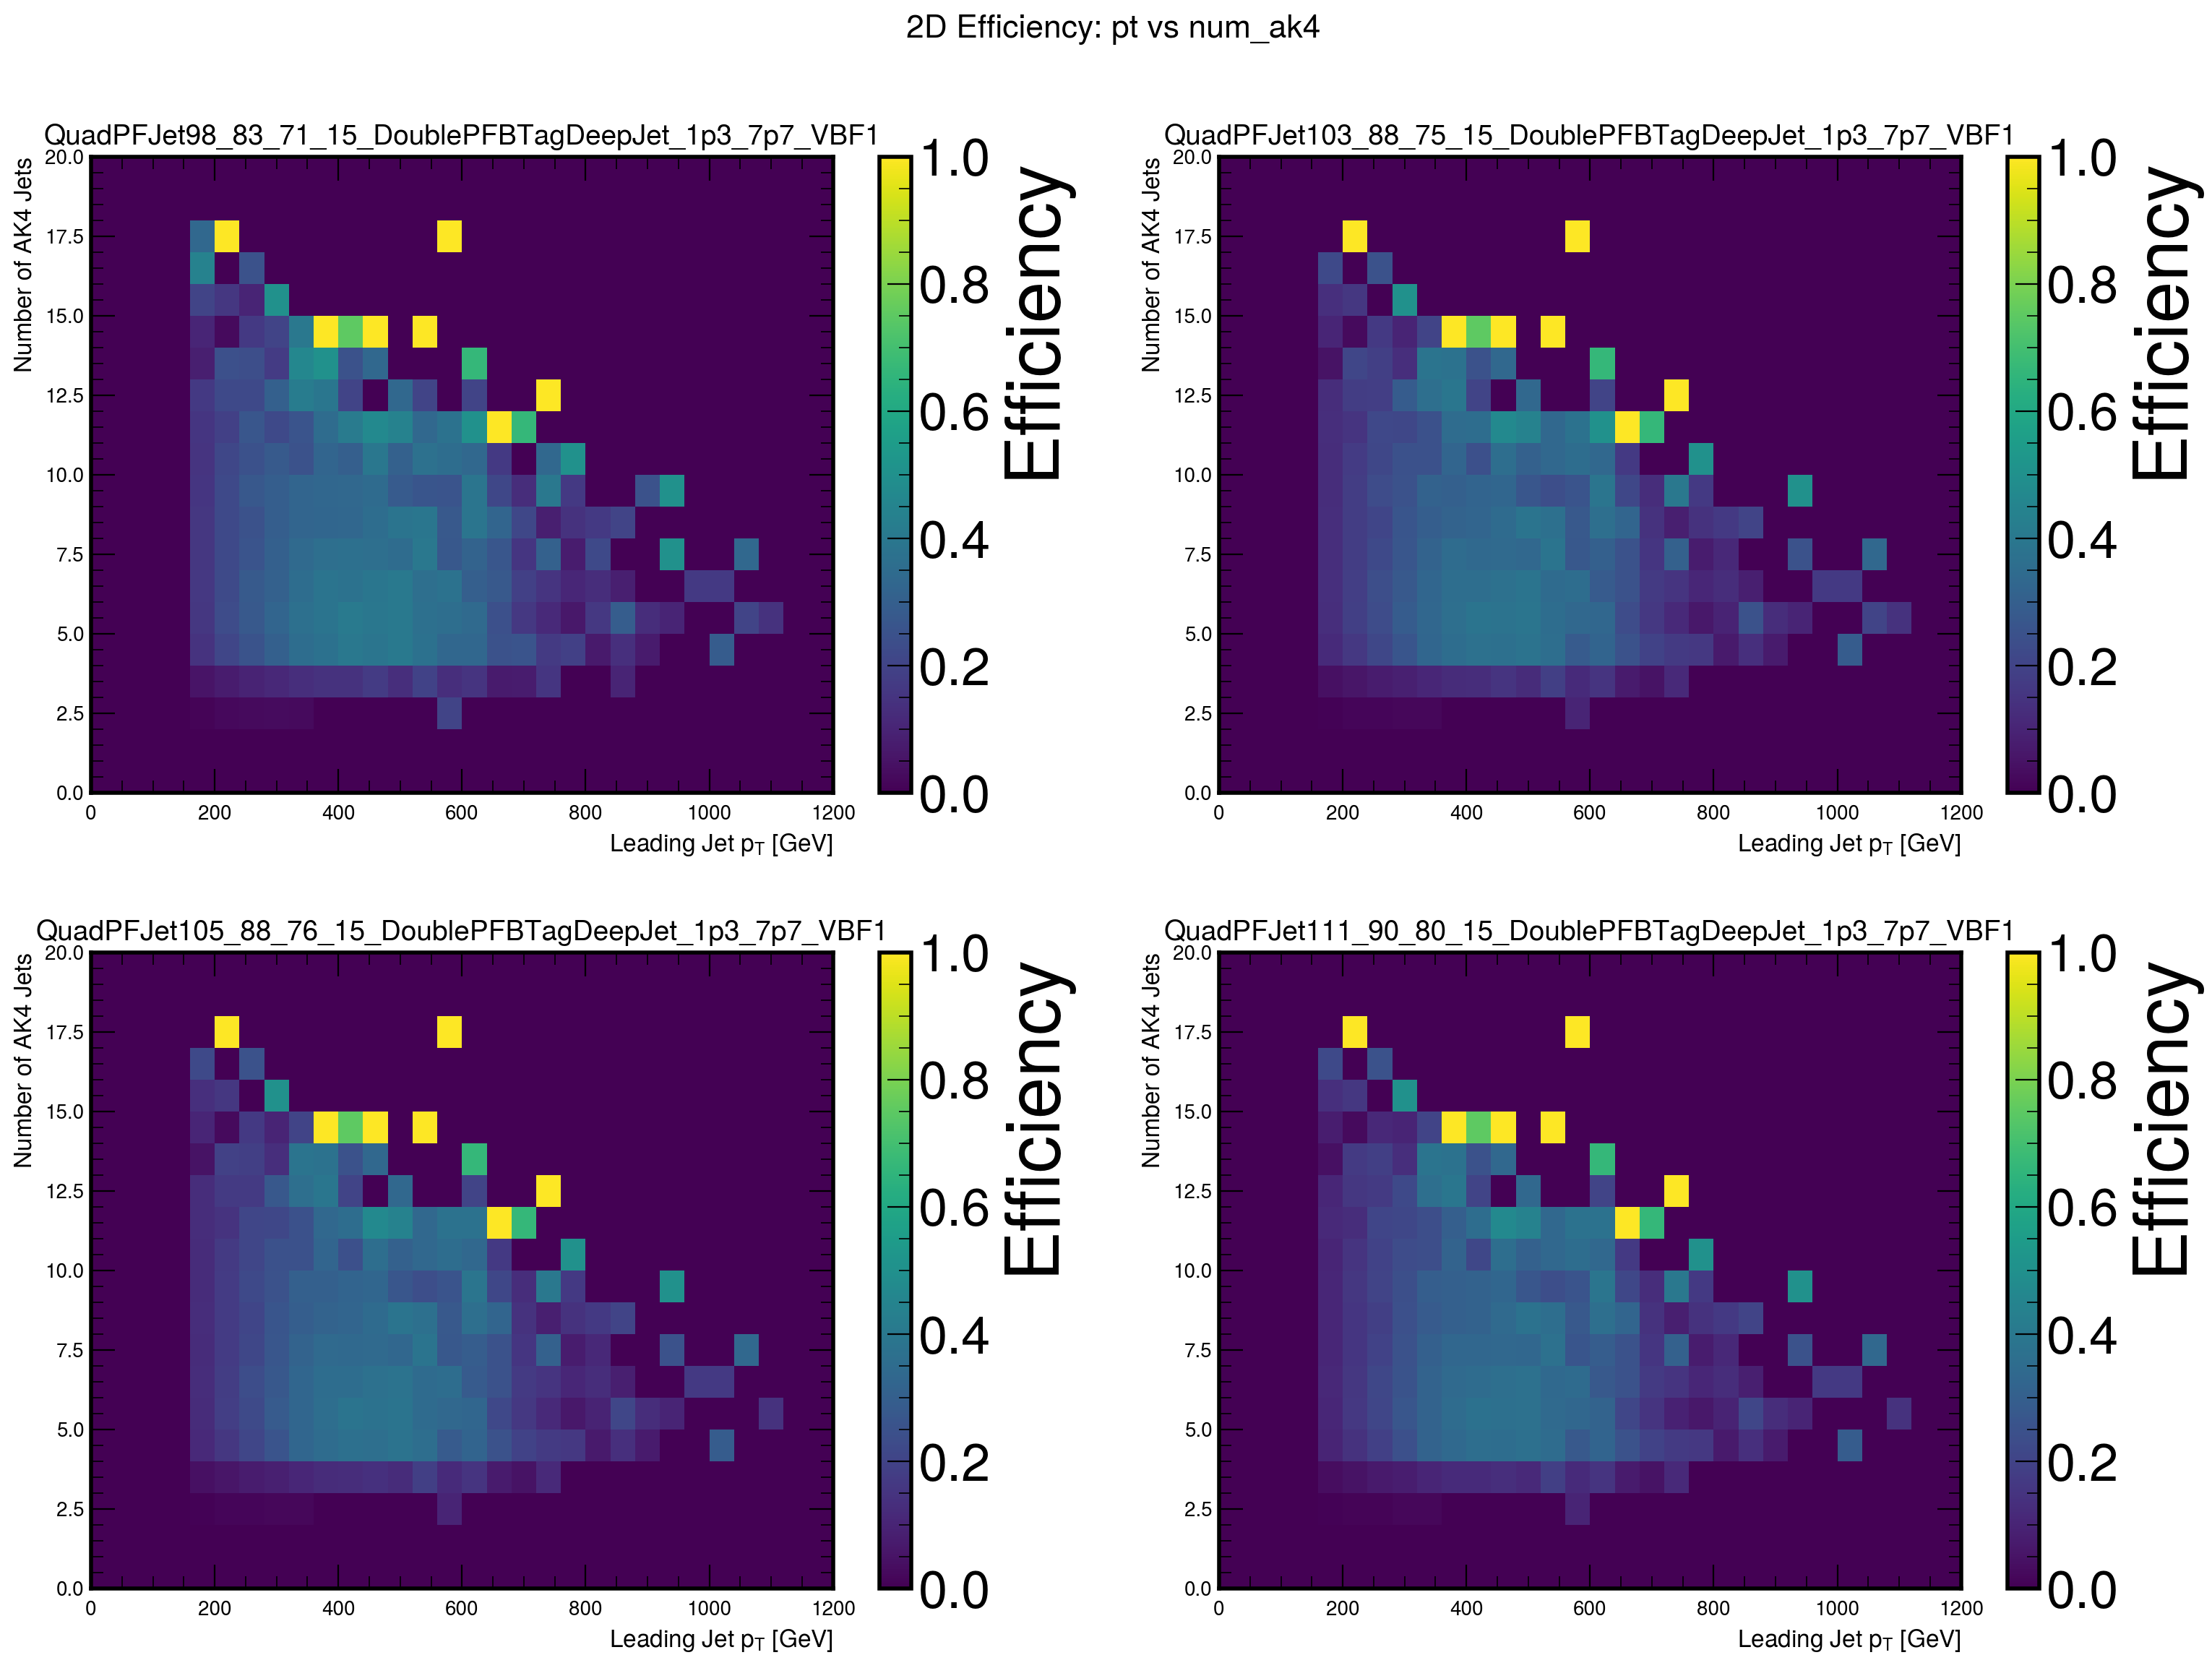 2D Efficiency: pt vs num_ak4
QuadPFJet98_83_71_15_DoublePFBTagDeepJet_1p3_7p7_VBF1
Number of AK4 Jets
20.0
17.5
15.0
12.5
10.0
7.5
5.0
2.5
0.0
0 200 400 600 800 1000 1200
Leading Jet pT [GeV]
1.0
0.8
0.6
0.4
0.2
0.0
Efficiency
QuadPFJet103_88_75_15_DoublePFBTagDeepJet_1p3_7p7_VBF1
Number of AK4 Jets
20.0
17.5
15.0
12.5
10.0
7.5
5.0
2.5
0.0
0 200 400 600 800 1000 1200
Leading Jet pT [GeV]
1.0
0.8
0.6
0.4
0.2
0.0
Efficiency
QuadPFJet105_88_76_15_DoublePFBTagDeepJet_1p3_7p7_VBF1
Number of AK4 Jets
20.0
17.5
15.0
12.5
10.0
7.5
5.0
2.5
0.0
0 200 400 600 800 1000 1200
Leading Jet pT [GeV]
1.0
0.8
0.6
0.4
0.2
0.0
Efficiency
QuadPFJet111_90_80_15_DoublePFBTagDeepJet_1p3_7p7_VBF1
Number of AK4 Jets
20.0
17.5
15.0
12.5
10.0
7.5
5.0
2.5
0.0
0 200 400 600 800 1000 1200
Leading Jet pT [GeV]
1.0
0.8
0.6
0.4
0.2
0.0
Efficiency